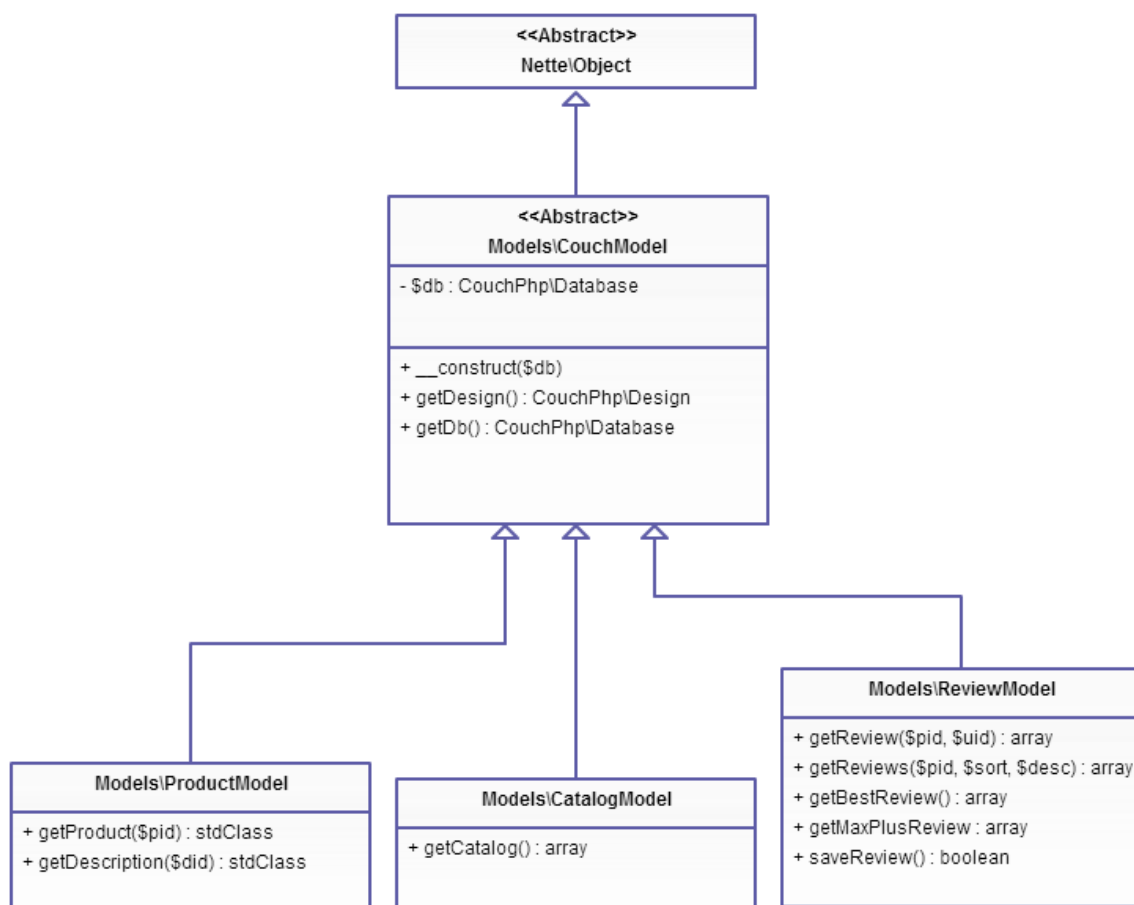 <<Abstract>>
Nette\Object
<<Abstract>>
Models\CouchModel
- $db : CouchPhp\Database
+ __construct($db)
+ getDesign() : CouchPhp\Design
+ getDb() : CouchPhp\Database
Models\ProductModel
+ getProduct($pid) : stdClass
+ getDescription($did) : stdClass
Models\CatalogModel
+ getCatalog() : array
Models\ReviewModel
+ getReview($pid, $uid) : array
+ getReviews($pid, $sort, $desc) : array
+ getBestReview() : array
+ getMaxPlusReview : array
+ saveReview() : boolean